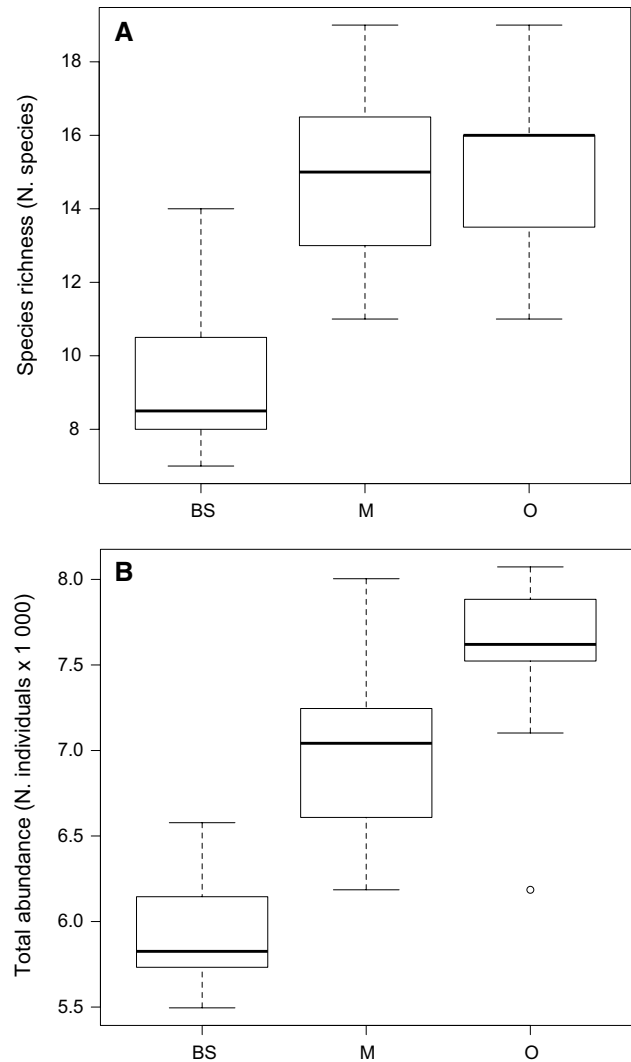 A
Species richness (N. species)
18
16
14
12
10
8
BS M O
B
Total abundance (N. individuals x 1 000)
8.0
7.5
7.0
6.5
6.0
5.5
BS M O